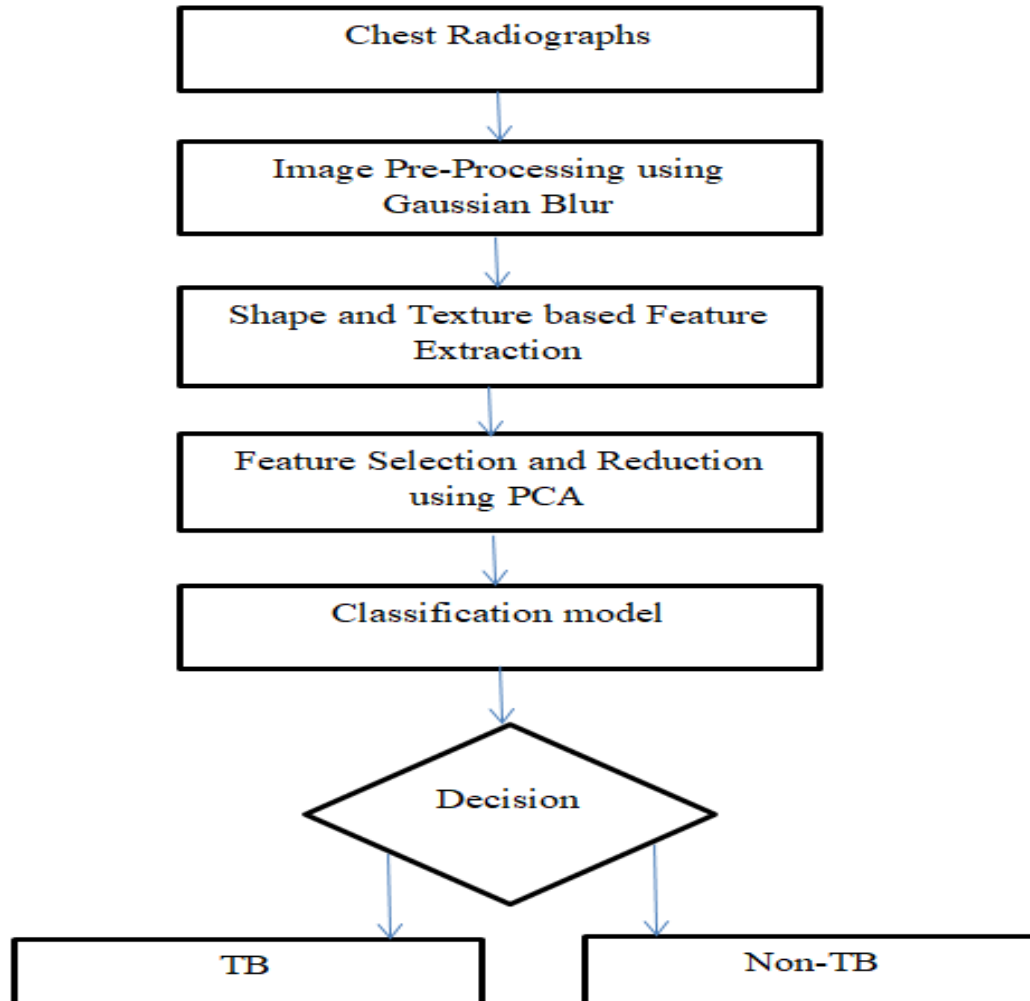 Chest Radiographs
Image Pre-Processing using
Gaussian Blur
Shape and Texture based Feature
Extraction
Feature Selection and Reduction
using PCA
Classification model
Decision
TB
Non-TB